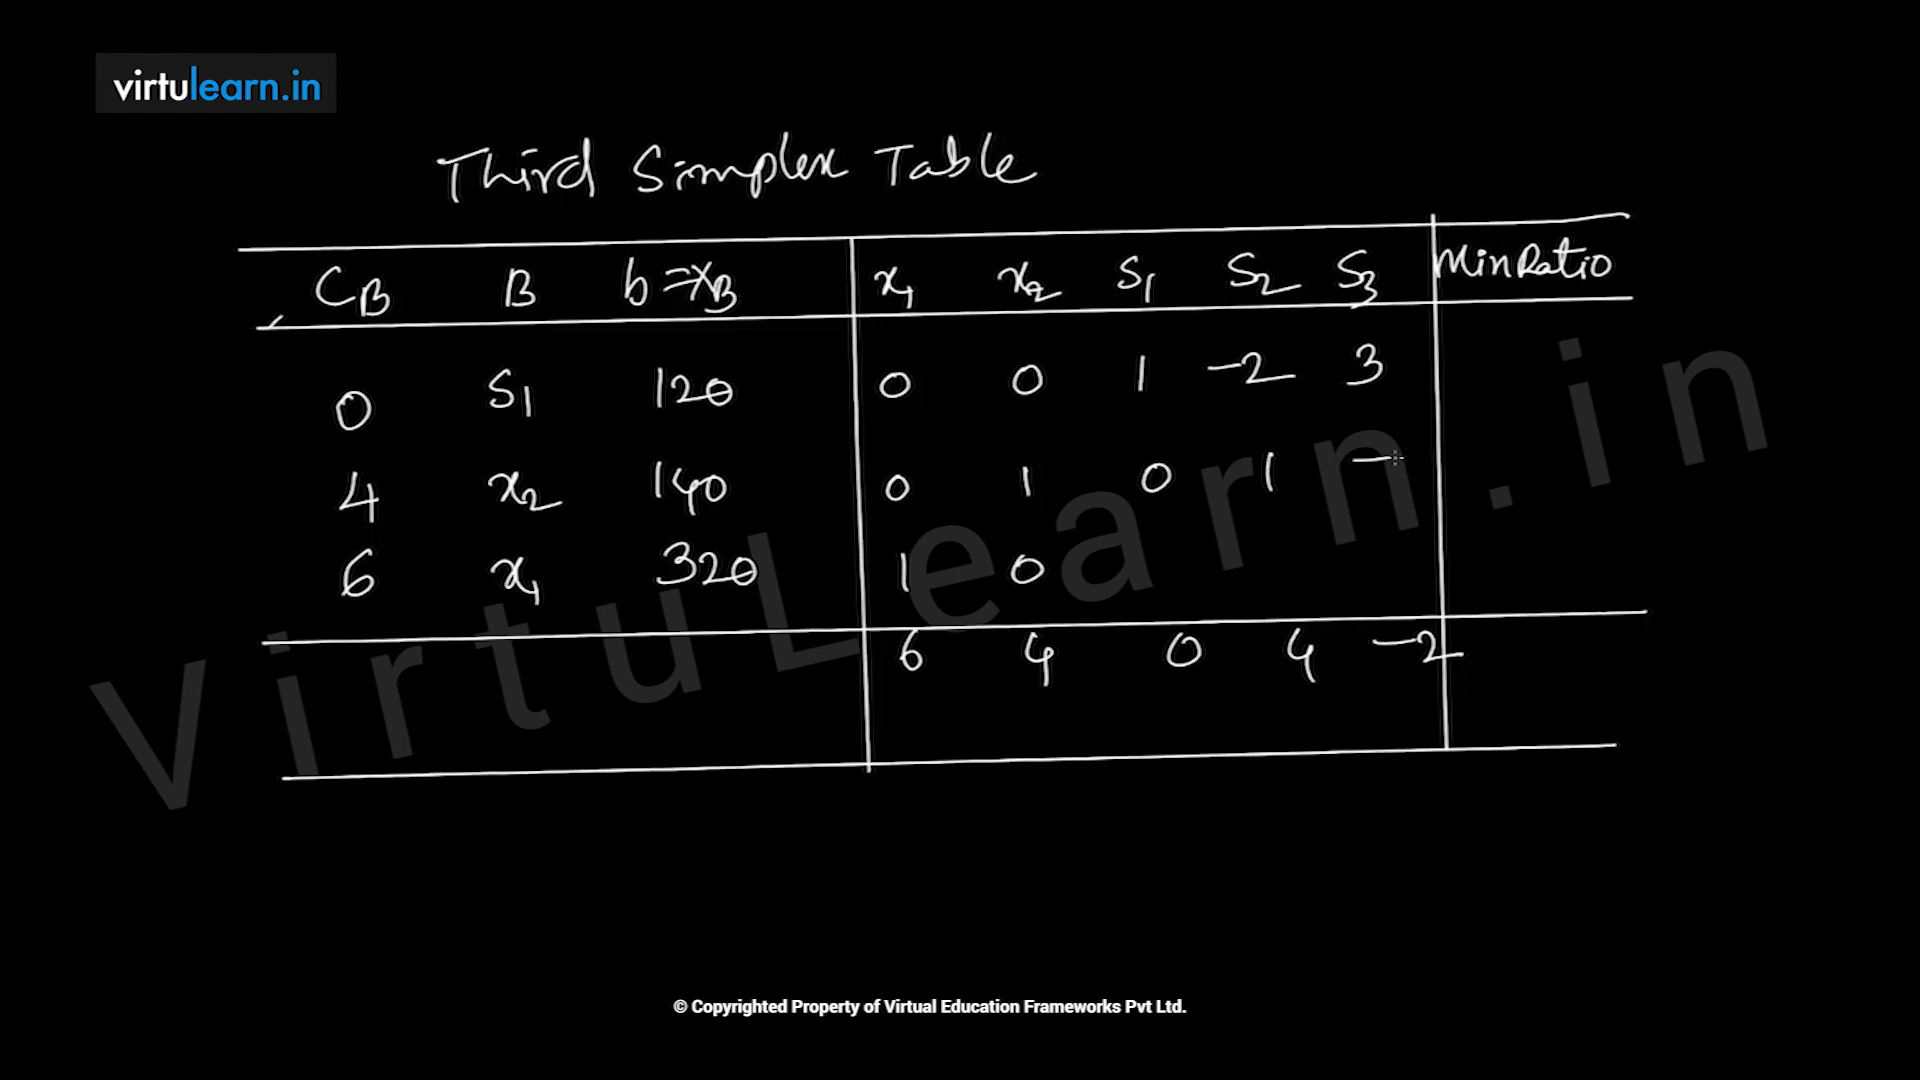 virtulearn.in
Third Simplex Table
CB B b=XB x1 x2 S1 S2 S3 Min Ratio
0 S1 120 0 0 1 -2 3
4 x2 140 0 1 0 1 -
6 x1 320 1 0
6 4 0 4 -2
VirtuLearn.in
© Copyrighted Property of Virtual Education Frameworks Pvt Ltd.